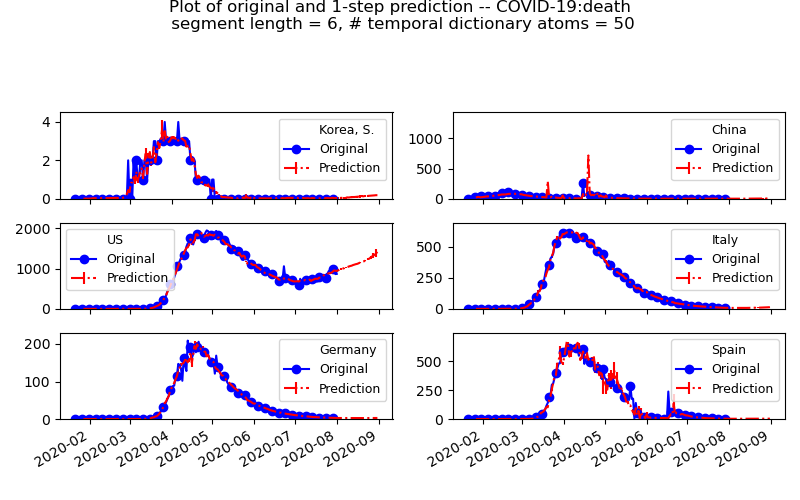 Plot of original and 1-step prediction -- COVID-19:death
segment length = 6, # temporal dictionary atoms = 50
4
2
0
Korea, S.
Original
Prediction
1000
500
0
China
Original
Prediction
2000
1000
0
US
Original
Prediction
500
250
0
Italy
Original
Prediction
200
100
0
Germany
Original
Prediction
500
250
0
Spain
Original
Prediction
2020-02
2020-03
2020-04
2020-05
2020-06
2020-07
2020-08
2020-09
2020-02
2020-03
2020-04
2020-05
2020-06
2020-07
2020-08
2020-09